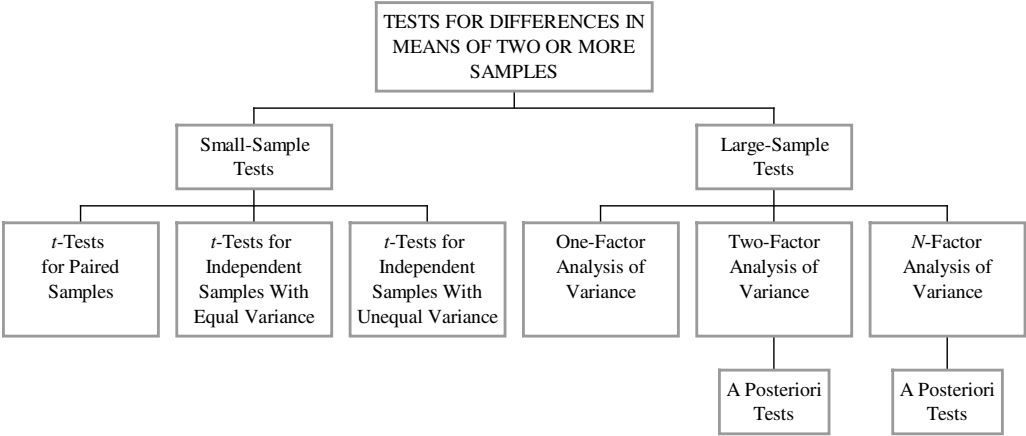 TESTS FOR DIFFERENCES IN
MEANS OF TWO OR MORE
SAMPLES
Small-Sample
Tests
Large-Sample
Tests
t-Tests
for Paired
Samples
t-Tests for
Independent
Samples With
Equal Variance
t-Tests for
Independent
Samples With
Unequal Variance
One-Factor
Analysis of
Variance
Two-Factor
Analysis of
Variance
N-Factor
Analysis of
Variance
A Posteriori
Tests
A Posteriori
Tests